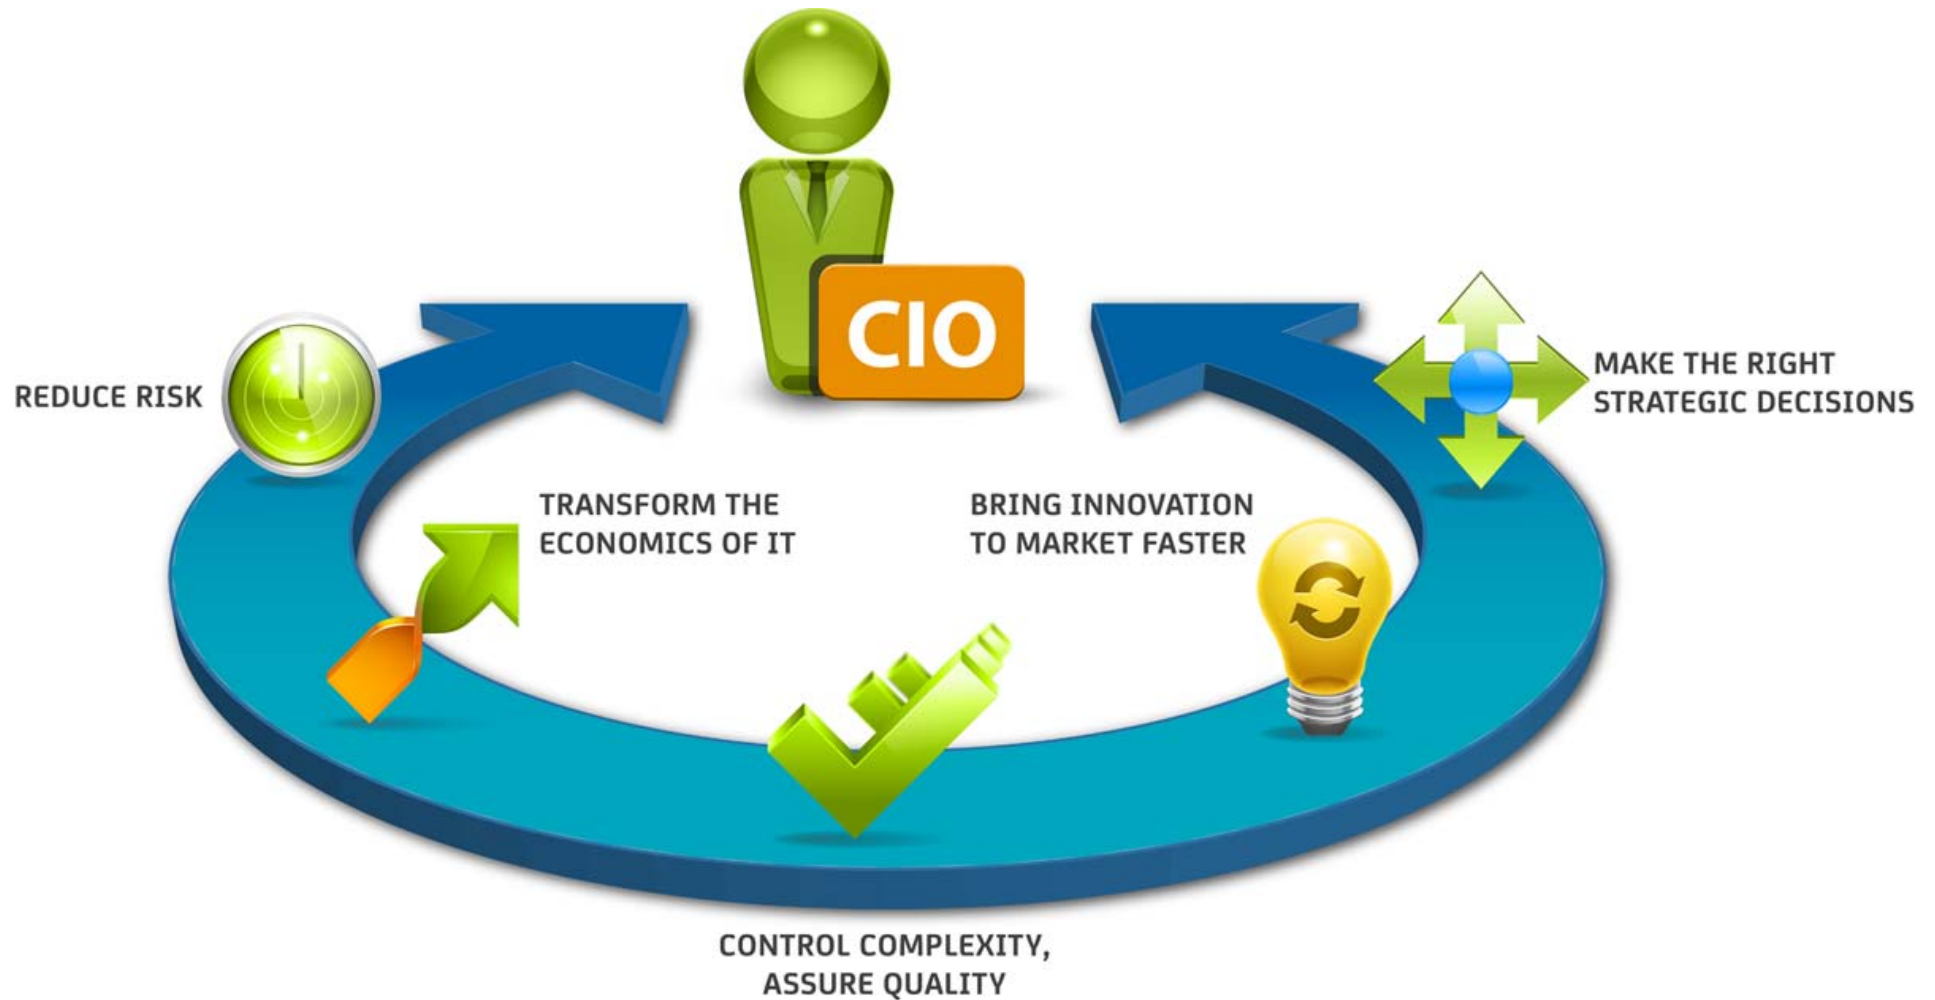 CIO
REDUCE RISK
MAKE THE RIGHT
STRATEGIC DECISIONS
TRANSFORM THE
ECONOMICS OF IT
BRING INNOVATION
TO MARKET FASTER
CONTROL COMPLEXITY,
ASSURE QUALITY